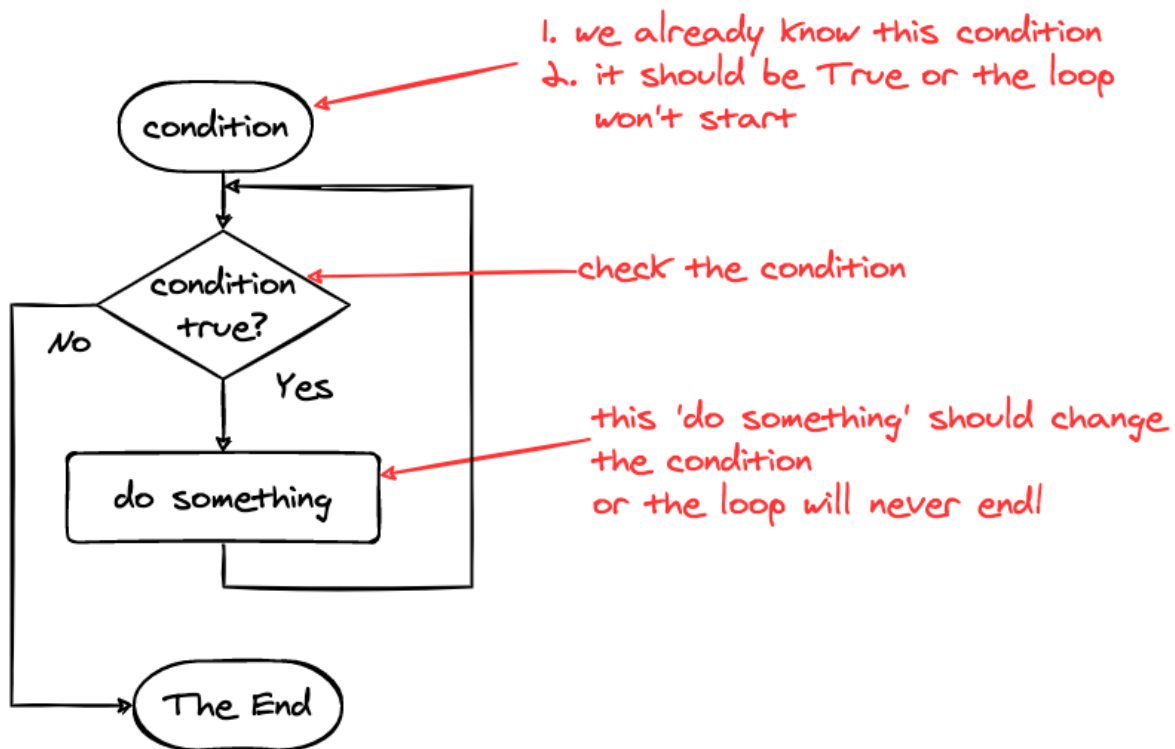 1. we already know this condition
2. it should be True or the loop
won't start
condition
check the condition
condition
true?
No
Yes
this 'do something' should change
the condition
or the loop will never end!
do something
The End